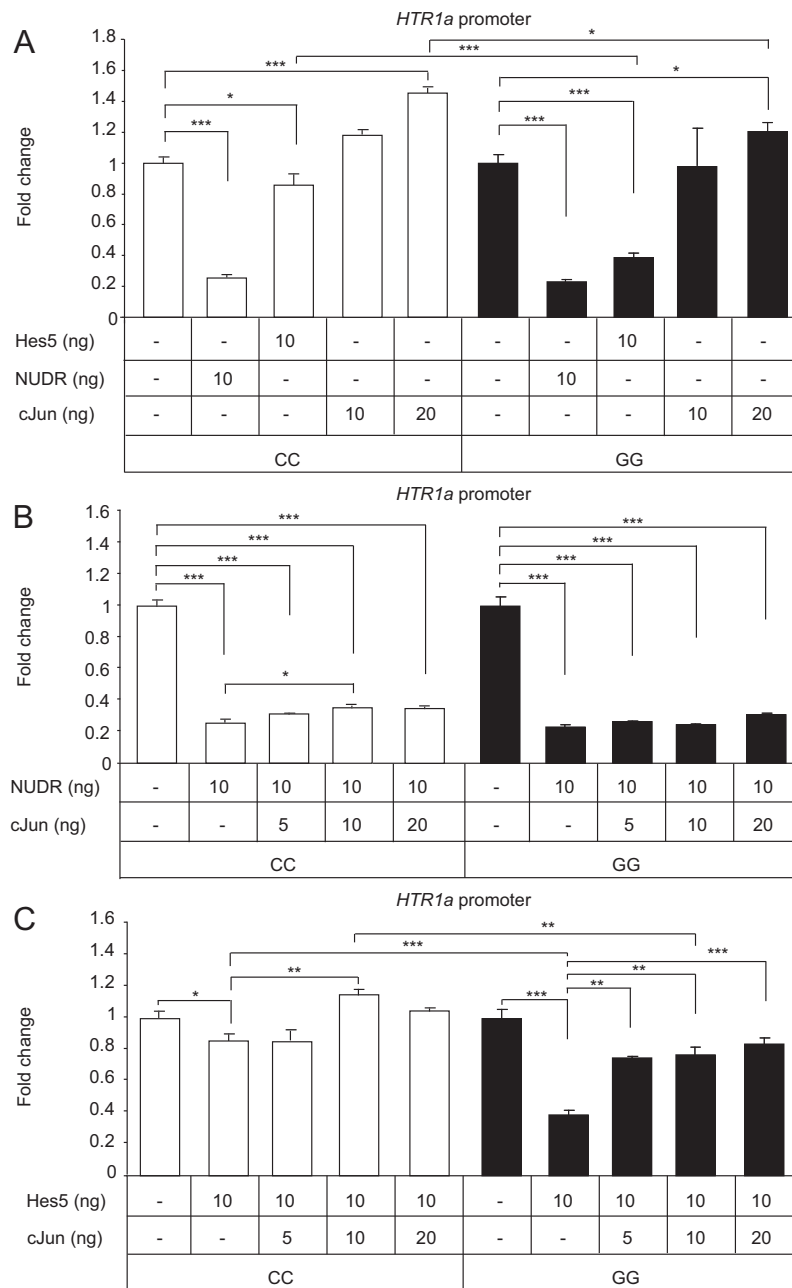 A
HTR1a promoter
1.8
1.6
1.4
1.2
1
0.8
0.6
0.4
0.2
0
Fold change
*
***
***
*
*
***
***
***
Hes5 (ng) - - 10 - - - - 10 - -
NUDR (ng) - 10 - - - - 10 - - -
cJun (ng) - - - 10 20 - - - 10 20
CC GG
B
HTR1a promoter
1.6
1.4
1.2
1
0.8
0.6
0.4
0.2
0
Fold change
***
***
***
***
*
***
***
***
***
NUDR (ng) - 10 10 10 10 - 10 10 10 10
cJun (ng) - - 5 10 20 - - 5 10 20
CC GG
C
HTR1a promoter
1.6
1.4
1.2
1
0.8
0.6
0.4
0.2
0
Fold change
**
***
***
**
**
*
***
**
Hes5 (ng) - 10 10 10 10 - 10 10 10 10
cJun (ng) - - 5 10 20 - - 5 10 20
CC GG